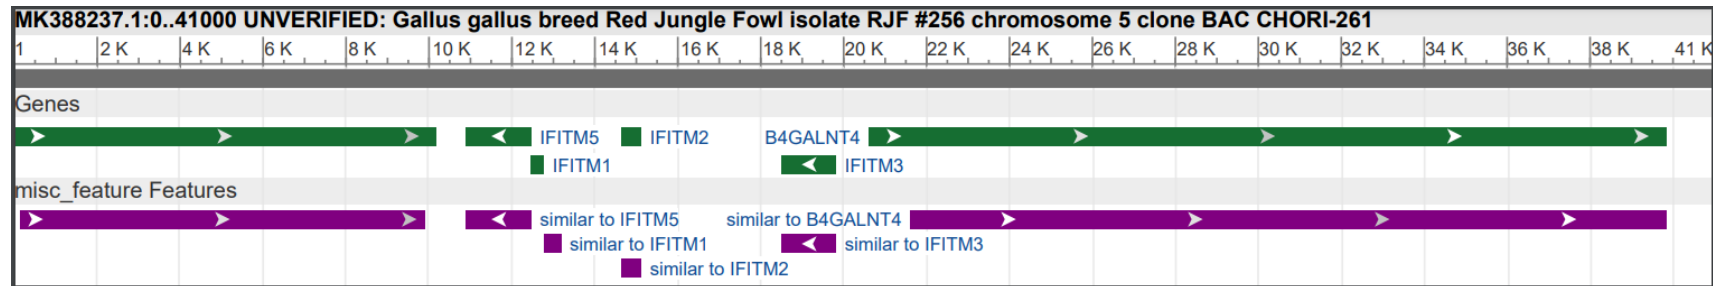 MK388237.1:0..41000 UNVERIFIED: Gallus gallus breed Red Jungle Fowl isolate RJF #256 chromosome 5 clone BAC CHORI-261
1 2 K 4 K 6 K 8 K 10 K 12 K 14 K 16 K 18 K 20 K 22 K 24 K 26 K 28 K 30 K 32 K 34 K 36 K 38 K 41 K
Genes
IFITM5 IFITM2 B4GALNT4
IFITM1 IFITM3
misc_feature Features
similar to IFITM5 similar to B4GALNT4
similar to IFITM1 similar to IFITM3
similar to IFITM2